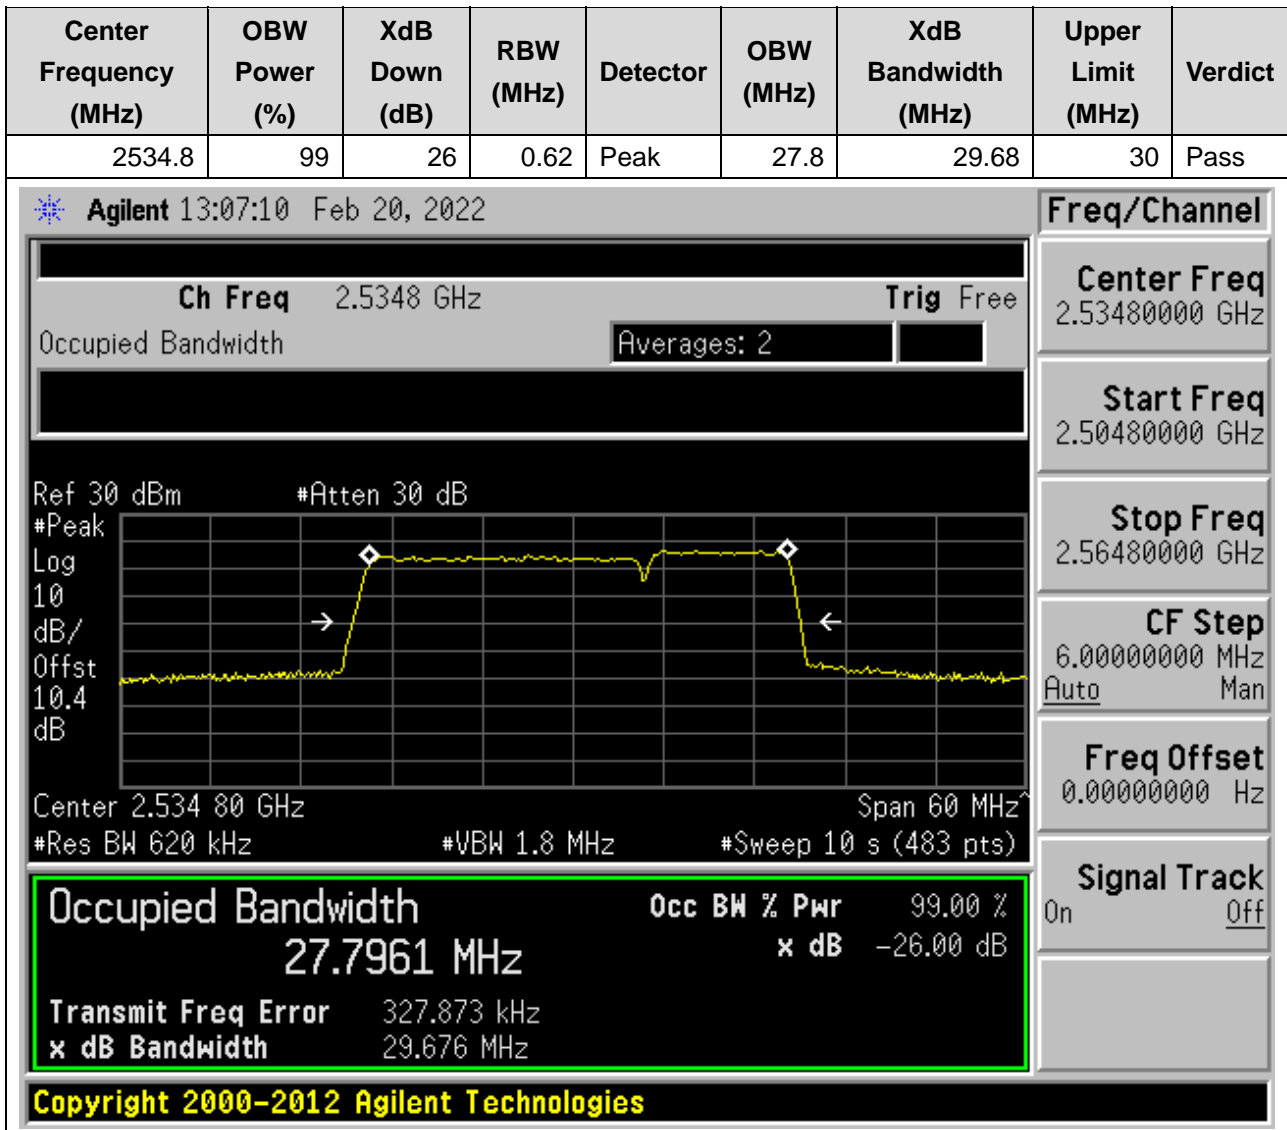 Center Frequency (MHz) OBW Power (%) XdB Down (dB) RBW (MHz) Detector OBW (MHz) XdB Bandwidth (MHz) Upper Limit (MHz) Verdict
2534.8 99 26 0.62 Peak 27.8 29.68 30 Pass
Agilent 13:07:10 Feb 20, 2022
Ch Freq 2.5348 GHz Trig Free
Occupied Bandwidth Averages: 2
Ref 30 dBm #Atten 30 dB
#Peak
Log
10
dB/
Offst
10.4
dB
Center 2.534 80 GHz Span 60 MHz^
#Res BW 620 kHz #VBW 1.8 MHz #Sweep 10 s (483 pts)
Occupied Bandwidth Occ BW % Pwr 99.00 %
27.7961 MHz x dB -26.00 dB
Transmit Freq Error 327.873 kHz
x dB Bandwidth 29.676 MHz
Copyright 2000-2012 Agilent Technologies
Freq/Channel
Center Freq
2.53480000 GHz
Start Freq
2.50480000 GHz
Stop Freq
2.56480000 GHz
CF Step
6.00000000 MHz
Auto Man
Freq Offset
0.00000000 Hz
Signal Track
On Off